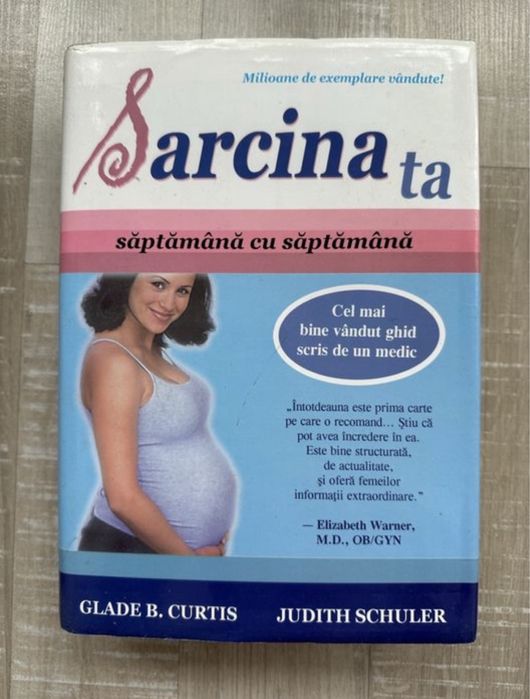 Milioane de exemplare vândute!
Sarcina ta
săptămână cu săptămână
Cel mai
bine vândut ghid
scris de un medic
„Întotdeauna este prima carte
pe care o recomand... Știu că
pot avea încredere în ea.
Este bine structurată,
de actualitate,
și oferă femeilor
informații extraordinare.”
— Elizabeth Warner,
M.D., OB/GYN
GLADE B. CURTIS JUDITH SCHULER